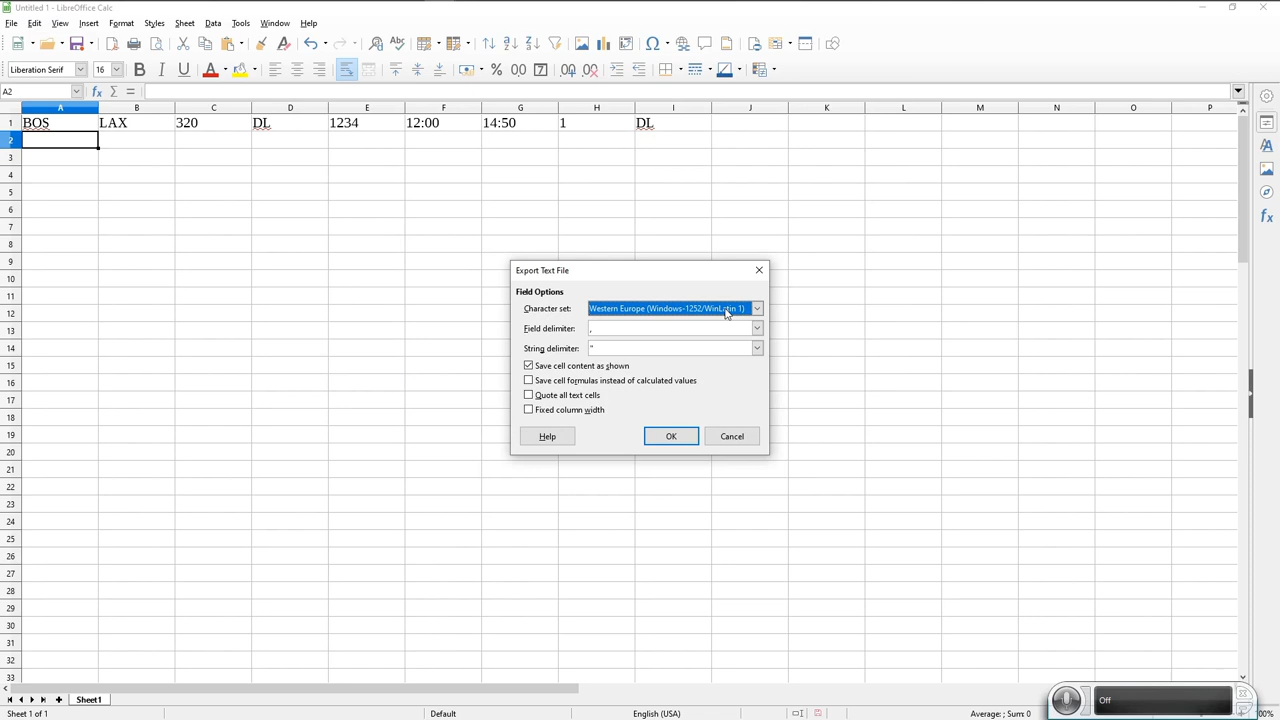 Untitled 1 - LibreOffice Calc
File Edit View Insert Format Styles Sheet Data Tools Window Help
Liberation Serif 16
A2
A B C D E F G H I J K L M N O P
1 BOS LAX 320 DL 1234 12:00 14:50 1 DL
2
3
4
5
6
7
8
9
10
11
12
13
14
15
16
17
18
19
20
21
22
23
24
25
26
27
28
29
30
31
32
33
Export Text File
Field Options
Character set: Western Europe (Windows-1252/WinLatin 1)
Field delimiter: ,
String delimiter: "
Save cell content as shown
Save cell formulas instead of calculated values
Quote all text cells
Fixed column width
Help OK Cancel
Sheet1
Sheet 1 of 1 Default English (USA) Average: ; Sum: 0
Off